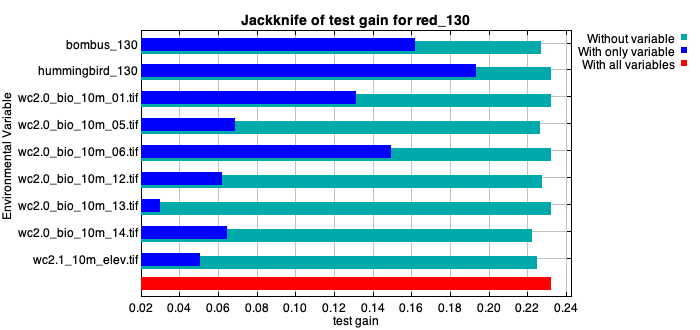 Jackknife of test gain for red_130
Without variable
With only variable
With all variables
Environmental Variable
bombus_130
hummingbird_130
wc2.0_bio_10m_01.tif
wc2.0_bio_10m_05.tif
wc2.0_bio_10m_06.tif
wc2.0_bio_10m_12.tif
wc2.0_bio_10m_13.tif
wc2.0_bio_10m_14.tif
wc2.1_10m_elev.tif
0.02 0.04 0.06 0.08 0.10 0.12 0.14 0.16 0.18 0.20 0.22 0.24
test gain